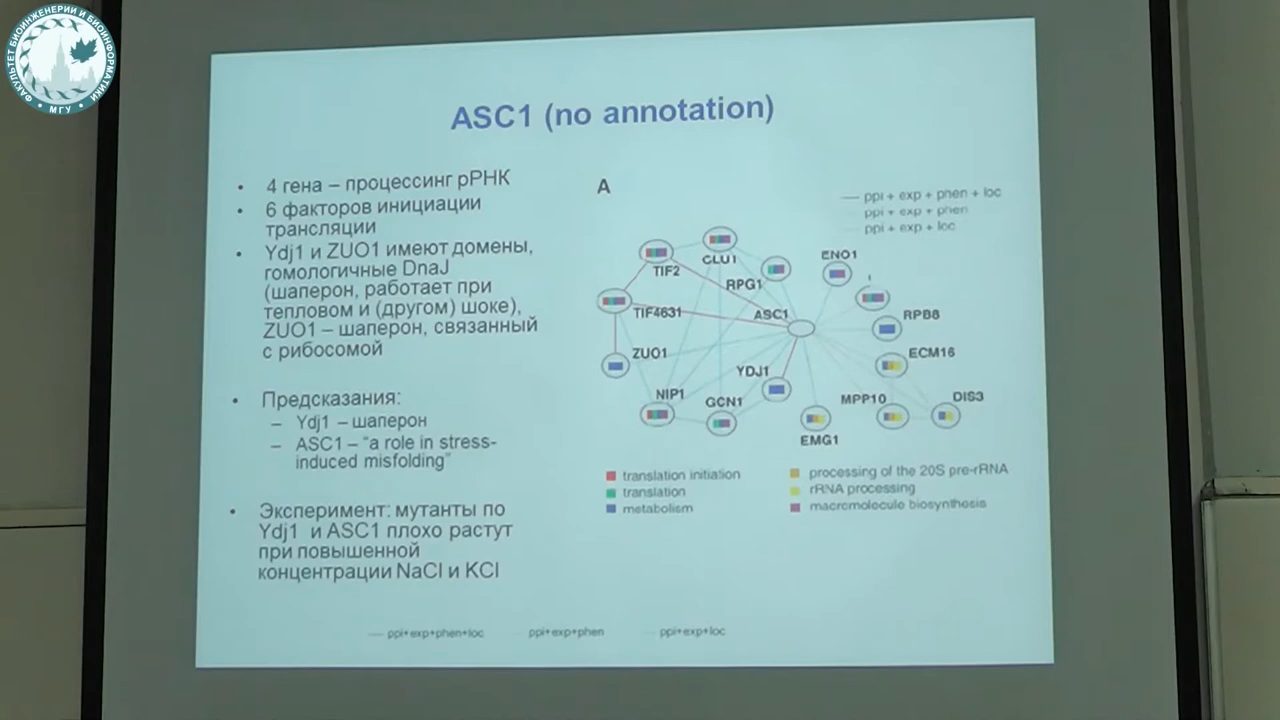 ФАКУЛЬТЕТ БИОИНЖЕНЕРИИ И БИОИНФОРМАТИКИ
МГУ
ASC1 (no annotation)
• 4 гена – процессинг рРНК
• 6 факторов инициации
трансляции
• Ydj1 и ZUO1 имеют домены,
гомологичные DnaJ
(шаперон, работает при
тепловом и (другом) шоке),
ZUO1 – шаперон, связанный
с рибосомой
• Предсказания:
– Ydj1 – шаперон
– ASC1 – “a role in stress-
induced misfolding”
• Эксперимент: мутанты по
Ydj1 и ASC1 плохо растут
при повышенной
концентрации NaCl и KCl
A
ppi + exp + phen + loc
ppi + exp + phen
ppi + exp + loc
CLU1
TIF2
RPG1
ENO1
TIF4631
ASC1
RPB8
ZUO1
ECM16
YDJ1
NIP1
GCN1
MPP10
DIS3
EMG1
translation initiation
translation
metabolism
processing of the 20S pre-rRNA
rRNA processing
macromolecule biosynthesis
ppi+exp+phen+loc
ppi+exp+phen
ppi+exp+loc